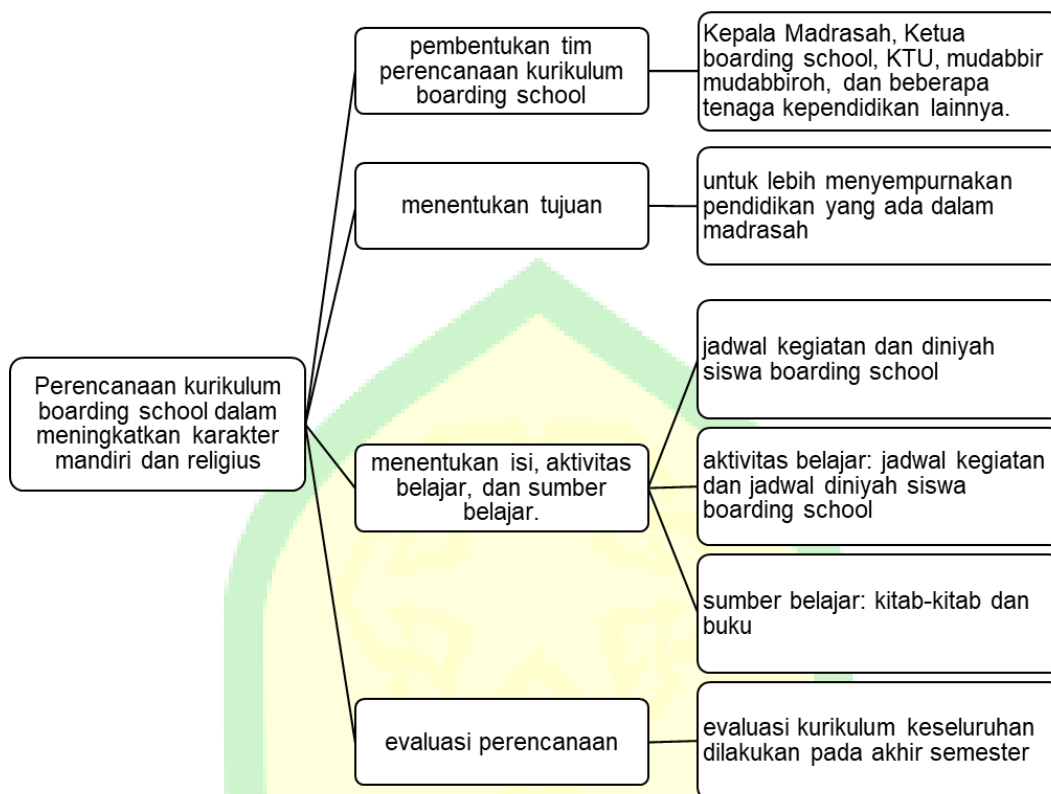 Perencanaan kurikulum
boarding school dalam
meningkatkan karakter
mandiri dan religius
pembentukan tim
perencanaan kurikulum
boarding school
Kepala Madrasah, Ketua
boarding school, KTU, mudabbir
mudabbiroh, dan beberapa
tenaga kependidikan lainnya.
menentukan tujuan
untuk lebih menyempurnakan
pendidikan yang ada dalam
madrasah
menentukan isi, aktivitas
belajar, dan sumber
belajar.
jadwal kegiatan dan diniyah
siswa boarding school
aktivitas belajar: jadwal kegiatan
dan jadwal diniyah siswa
boarding school
sumber belajar: kitab-kitab dan
buku
evaluasi perencanaan
evaluasi kurikulum keseluruhan
dilakukan pada akhir semester